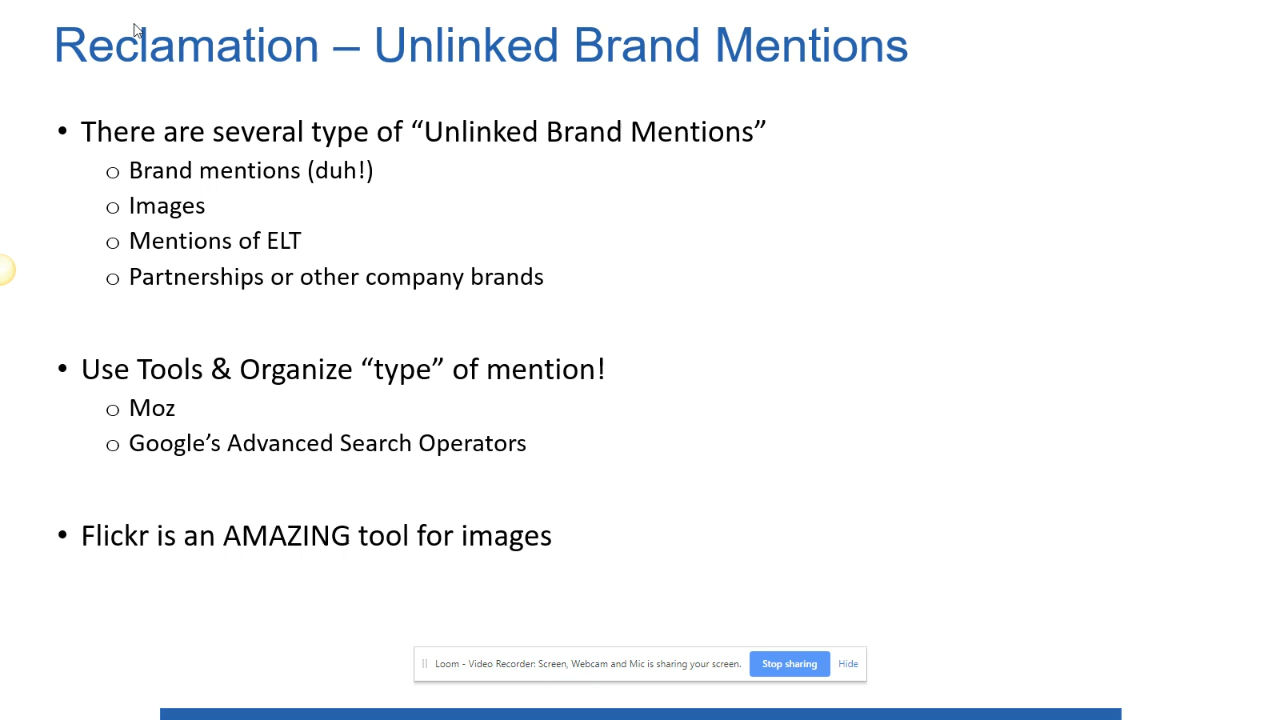 Reclamation – Unlinked Brand Mentions
• There are several type of “Unlinked Brand Mentions”
o Brand mentions (duh!)
o Images
o Mentions of ELT
o Partnerships or other company brands
• Use Tools & Organize “type” of mention!
o Moz
o Google’s Advanced Search Operators
• Flickr is an AMAZING tool for images
Loom - Video Recorder: Screen, Webcam and Mic is sharing your screen. Stop sharing Hide